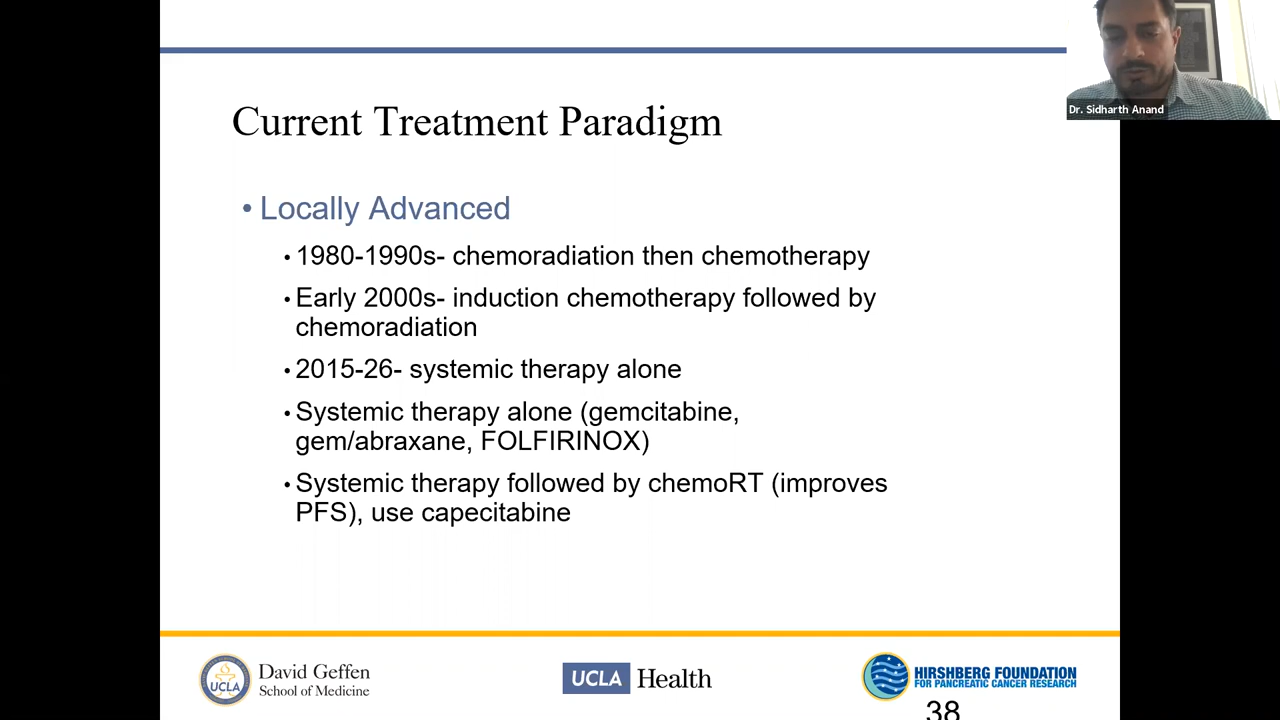 Dr. Sidharth Anand
Current Treatment Paradigm
• Locally Advanced
• 1980-1990s- chemoradiation then chemotherapy
• Early 2000s- induction chemotherapy followed by
chemoradiation
• 2015-26- systemic therapy alone
• Systemic therapy alone (gemcitabine,
gem/abraxane, FOLFIRINOX)
• Systemic therapy followed by chemoRT (improves
PFS), use capecitabine
UCLA
David Geffen
School of Medicine
UCLA Health
HIRSHBERG FOUNDATION
FOR PANCREATIC CANCER RESEARCH
38